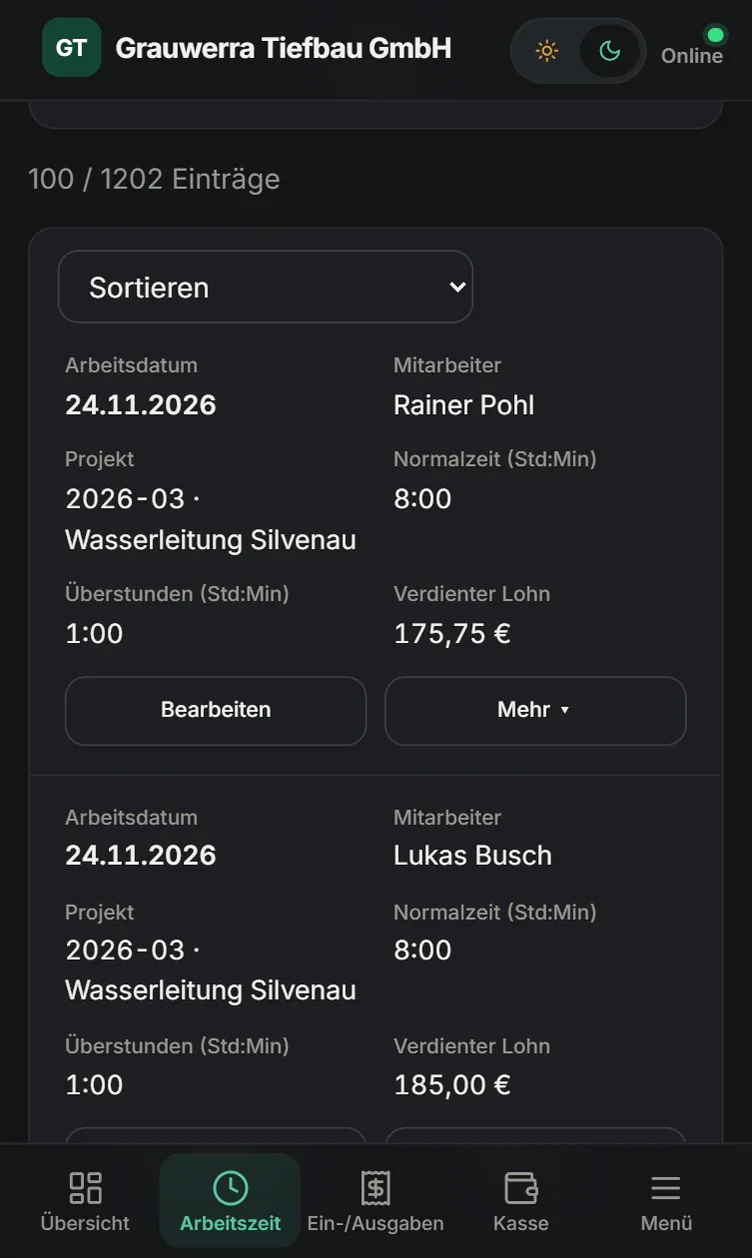 GT
Grauwerra Tiefbau GmbH
Online
100 / 1202 Einträge
Sortieren
Arbeitsdatum
Mitarbeiter
24.11.2026
Rainer Pohl
Projekt
Normalzeit (Std:Min)
2026-03 ·
8:00
Wasserleitung Silvenau
Überstunden (Std:Min)
Verdienter Lohn
1:00
175,75 €
Bearbeiten
Mehr ▾
Arbeitsdatum
Mitarbeiter
24.11.2026
Lukas Busch
Projekt
Normalzeit (Std:Min)
2026-03 ·
8:00
Wasserleitung Silvenau
Überstunden (Std:Min)
Verdienter Lohn
1:00
185,00 €
Übersicht
Arbeitszeit
Ein-/Ausgaben
Kasse
Menü